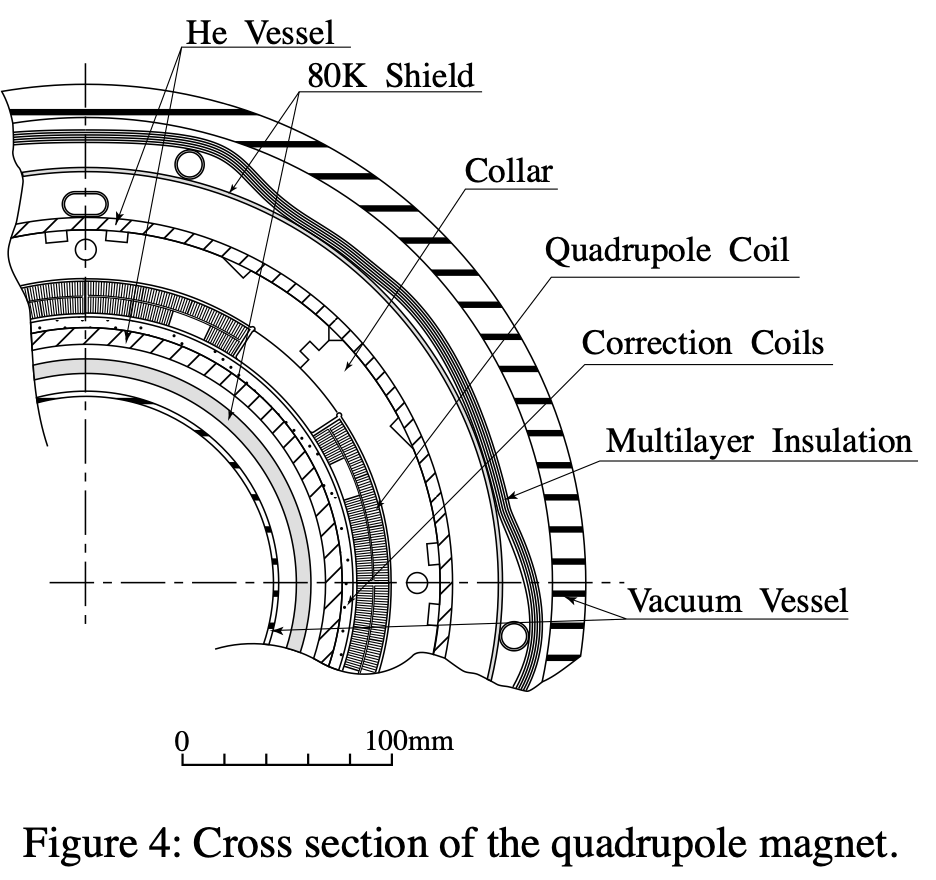 He Vessel
80K Shield
Collar
Quadrupole Coil
Correction Coils
Multilayer Insulation
Vacuum Vessel
0 100mm
Figure 4: Cross section of the quadrupole magnet.